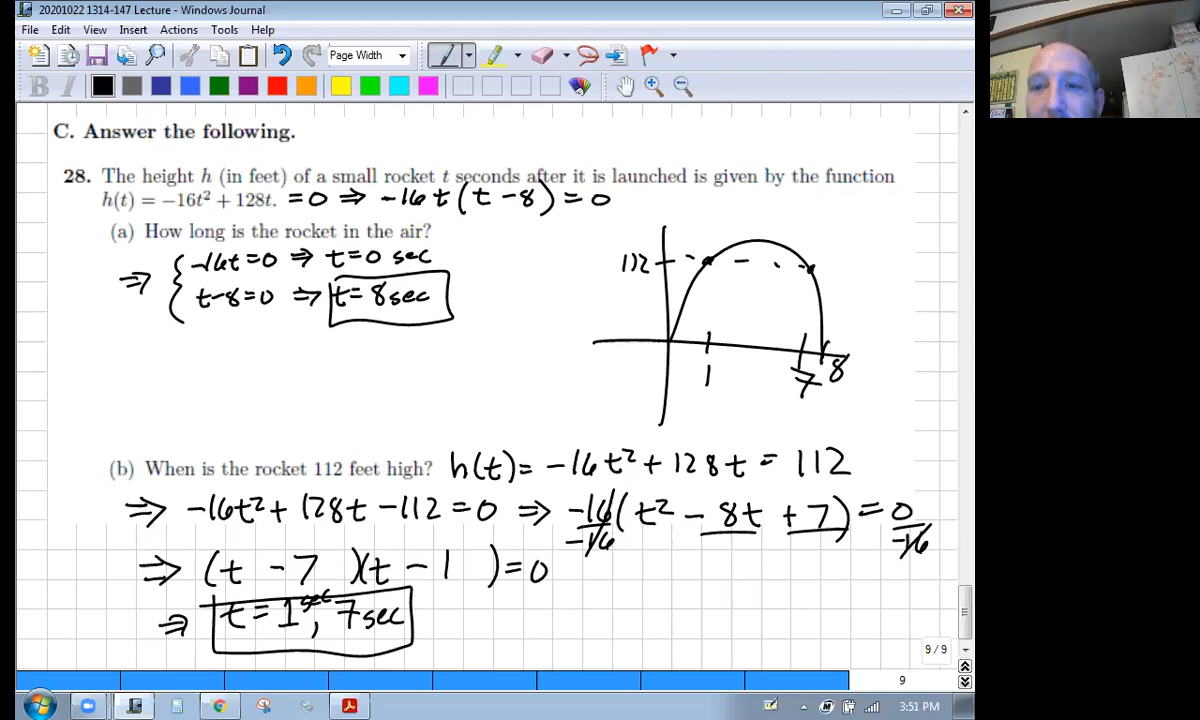 20201022 1314-147 Lecture - Windows Journal
File Edit View Insert Actions Tools Help
Page Width
B I
C. Answer the following.
28. The height h (in feet) of a small rocket t seconds after it is launched is given by the function
h(t) = −16t² + 128t. = 0 ⇒ -16t(t-8) = 0
(a) How long is the rocket in the air?
⇒ { -16t=0 ⇒ t=0 sec
t-8=0 ⇒ t= 8sec
112
1 7 8
(b) When is the rocket 112 feet high? h(t)= -16t²+128t = 112
⇒ -16t²+128t-112=0 ⇒ -16(t² - 8t + 7) = 0
-16 -16
⇒ (t - 7)(t - 1) = 0
⇒ t = 1 sec, 7sec
9 / 9
9
3:51 PM